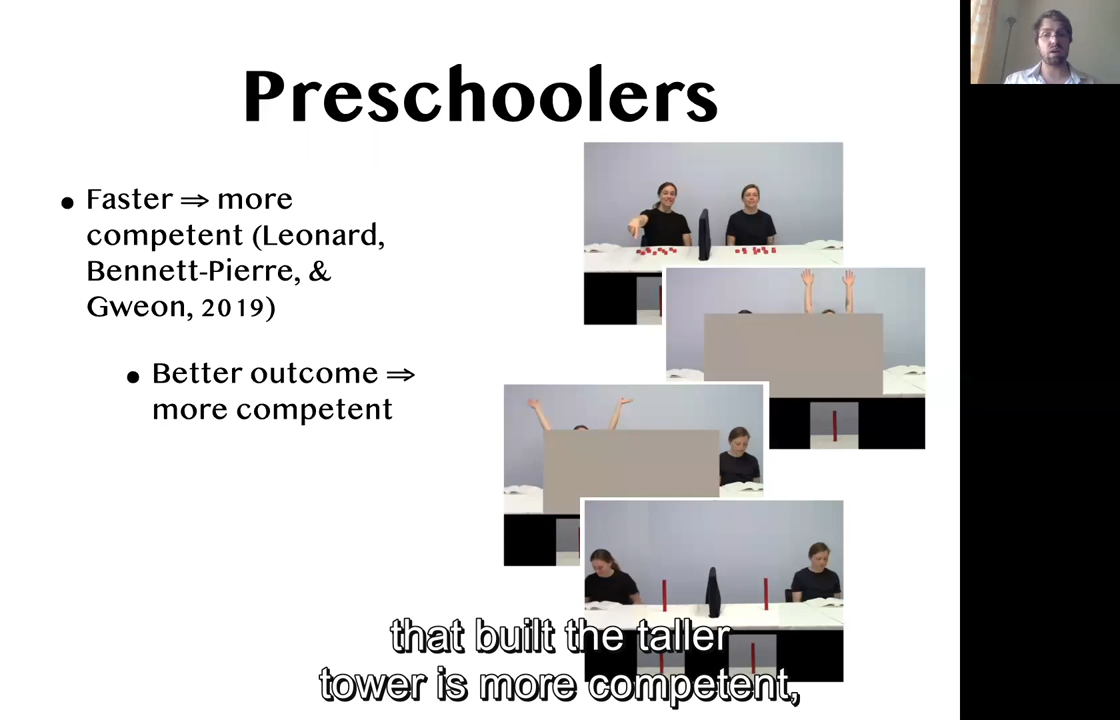 Preschoolers
• Faster ⇒ more
competent (Leonard,
Bennett-Pierre, &
Gweon, 2019)
• Better outcome ⇒
more competent
that built the taller
tower is more competent,